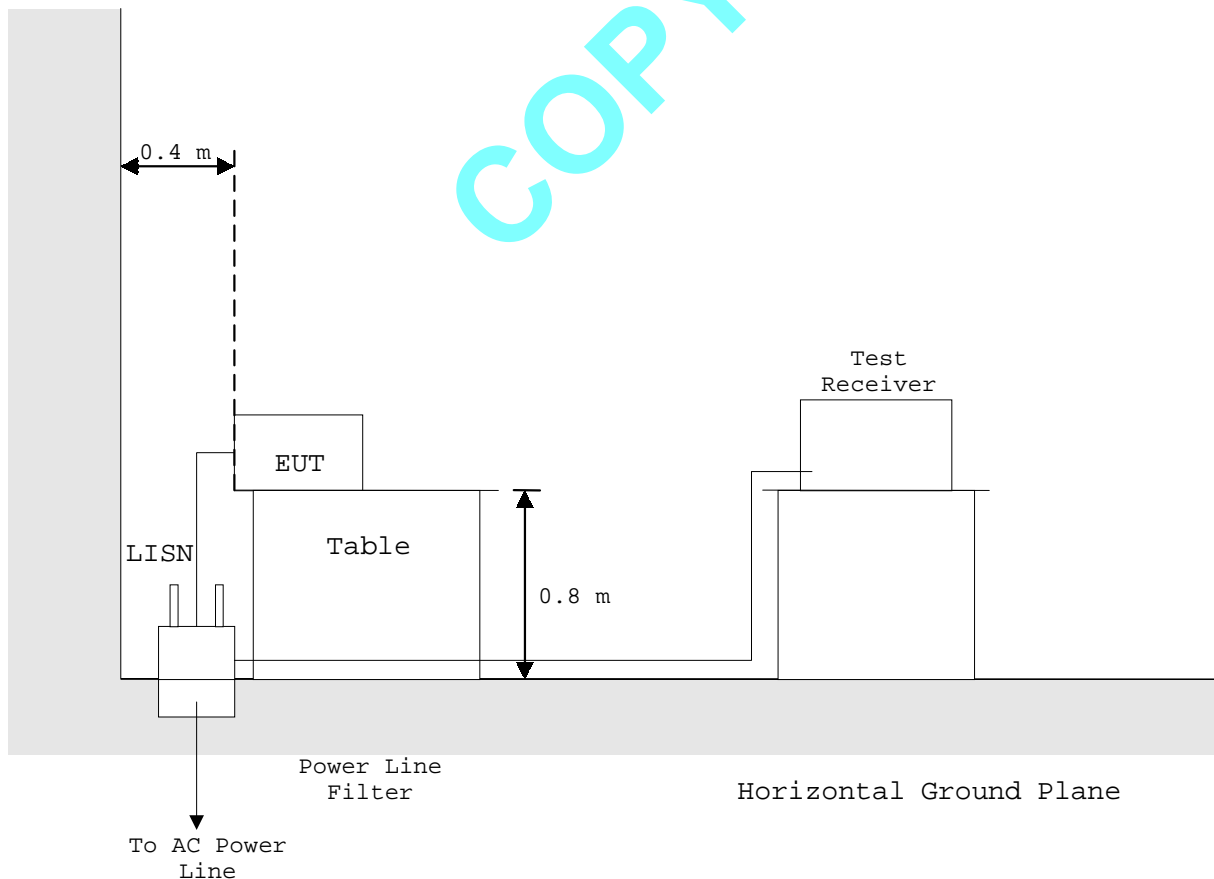 COPY
0.4 m
Test
Receiver
EUT
LISN
Table
0.8 m
Power Line
Filter
Horizontal Ground Plane
To AC Power
Line